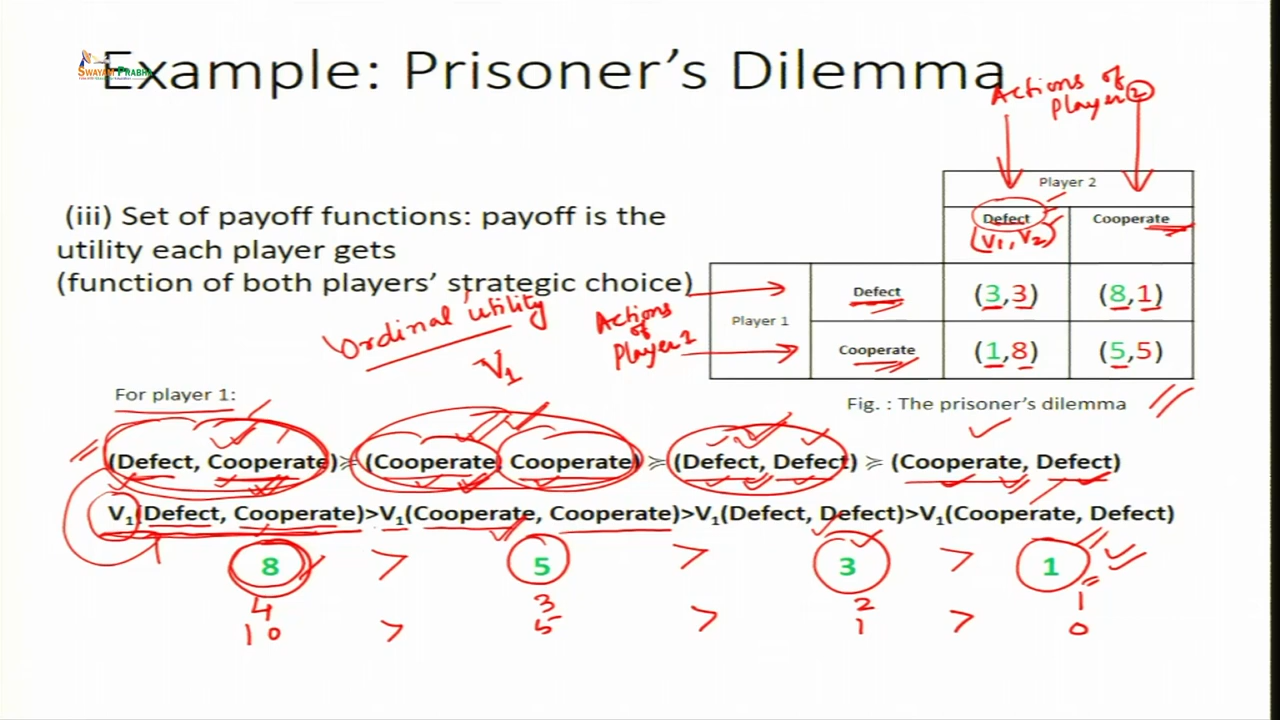 SWAYAM PRABHA
Example: Prisoner's Dilemma
Actions of
Player 2
(iii) Set of payoff functions: payoff is the
utility each player gets
(function of both players' strategic choice)
Player 2
Defect Cooperate
(V₁, V₂)
Player 1
Defect (3,3) (8,1)
Cooperate (1,8) (5,5)
Actions
of
Player 1
Ordinal utility
V₁
Fig. : The prisoner's dilemma
For player 1:
(Defect, Cooperate) ≽ (Cooperate, Cooperate) ≽ (Defect, Defect) ≽ (Cooperate, Defect)
V₁(Defect, Cooperate)>V₁(Cooperate, Cooperate)>V₁(Defect, Defect)>V₁(Cooperate, Defect)
8 > 5 > 3 > 1
4 3 2 1
10 > 5 > 1 > 0